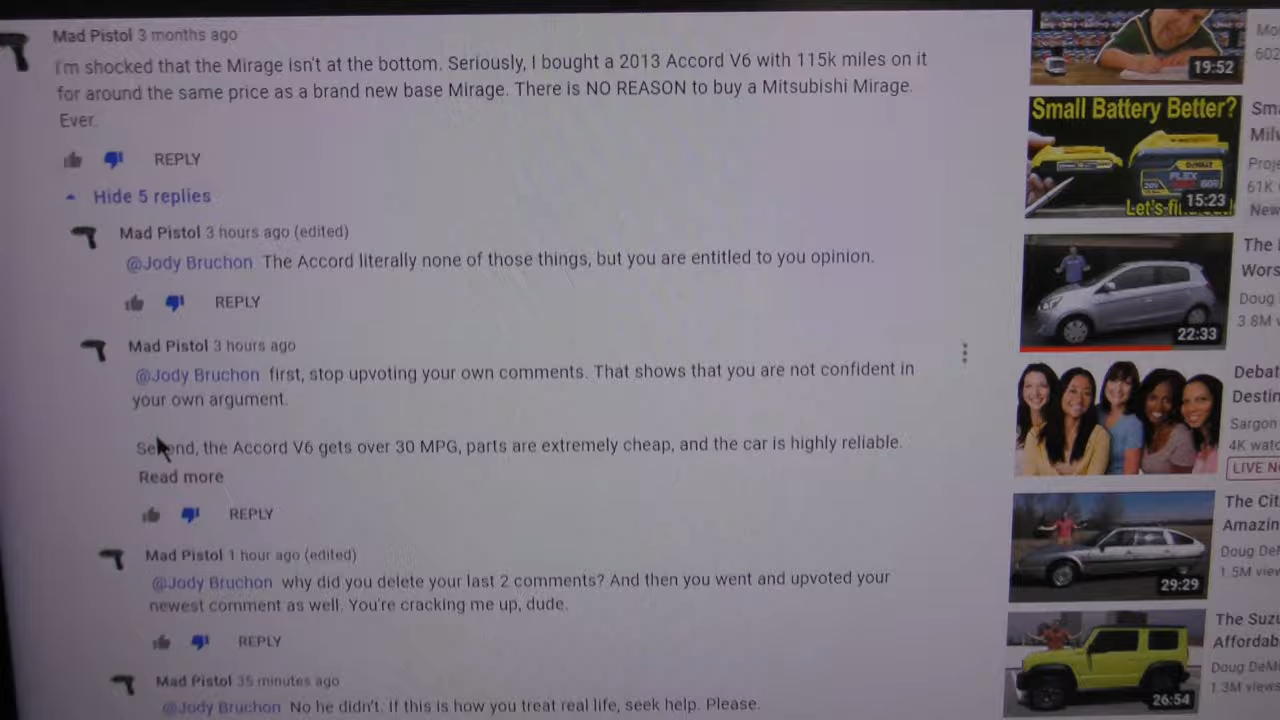 Mad Pistol 3 months ago
I'm shocked that the Mirage isn't at the bottom. Seriously, I bought a 2013 Accord V6 with 115k miles on it
for around the same price as a brand new base Mirage. There is NO REASON to buy a Mitsubishi Mirage.
Ever.
REPLY
Hide 5 replies
Mad Pistol 3 hours ago (edited)
@Jody Bruchon The Accord literally none of those things, but you are entitled to you opinion.
REPLY
Mad Pistol 3 hours ago
@Jody Bruchon first, stop upvoting your own comments. That shows that you are not confident in
your own argument.
Second, the Accord V6 gets over 30 MPG, parts are extremely cheap, and the car is highly reliable.
Read more
REPLY
Mad Pistol 1 hour ago (edited)
@Jody Bruchon why did you delete your last 2 comments? And then you went and upvoted your
newest comment as well. You're cracking me up, dude.
REPLY
Mad Pistol 35 minutes ago
@Jody Bruchon No he didn't. If this is how you treat real life, seek help. Please.
Mo
602
19:52
Small Battery Better?
DEWALT
FLEX
20V
60V
Let's
15:23
Sma
Milw
Proje
61K
New
The
Wors
Doug
3.8M v
22:33
Debat
Destin
Sargon
4K watc
LIVE N
The Cit
Amazin
Doug DeM
1.5M view
29:29
The Suzu
Affordab
Doug DeM
1.3M views
26:54